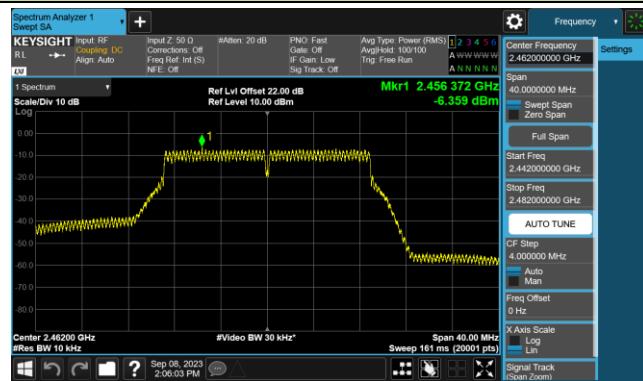 Spectrum Analyzer 1
Swept SA
+
Frequency
KEYSIGHT
Input: RF
R L
Coupling: DC
Align: Auto
LXI
Input Z: 50 Ω
Corrections: Off
Freq Ref: Int (S)
NFE: Off
#Atten: 20 dB
PNO: Fast
Gate: Off
IF Gain: Low
Sig Track: Off
Avg Type: Power (RMS)
Avg|Hold: 100/100
Trig: Free Run
1 2 3 4 5 6
A W W W W W
A N N N N N
1 Spectrum
Scale/Div 10 dB
Log
Ref Lvl Offset 22.00 dB
Ref Level 10.00 dBm
Mkr1 2.456 372 GHz
-6.359 dBm
1
0.00
-10.0
-20.0
-30.0
-40.0
-50.0
-60.0
-70.0
-80.0
Center 2.46200 GHz
#Res BW 10 kHz
#Video BW 30 kHz*
Span 40.00 MHz
Sweep 161 ms (20001 pts)
Center Frequency
2.462000000 GHz
Settings
Span
40.0000000 MHz
Swept Span
Zero Span
Full Span
Start Freq
2.442000000 GHz
Stop Freq
2.482000000 GHz
AUTO TUNE
CF Step
4.000000 MHz
Auto
Man
Freq Offset
0 Hz
X Axis Scale
Log
Lin
Signal Track
(Span Zoom)
?
Sep 08, 2023
2:06:03 PM